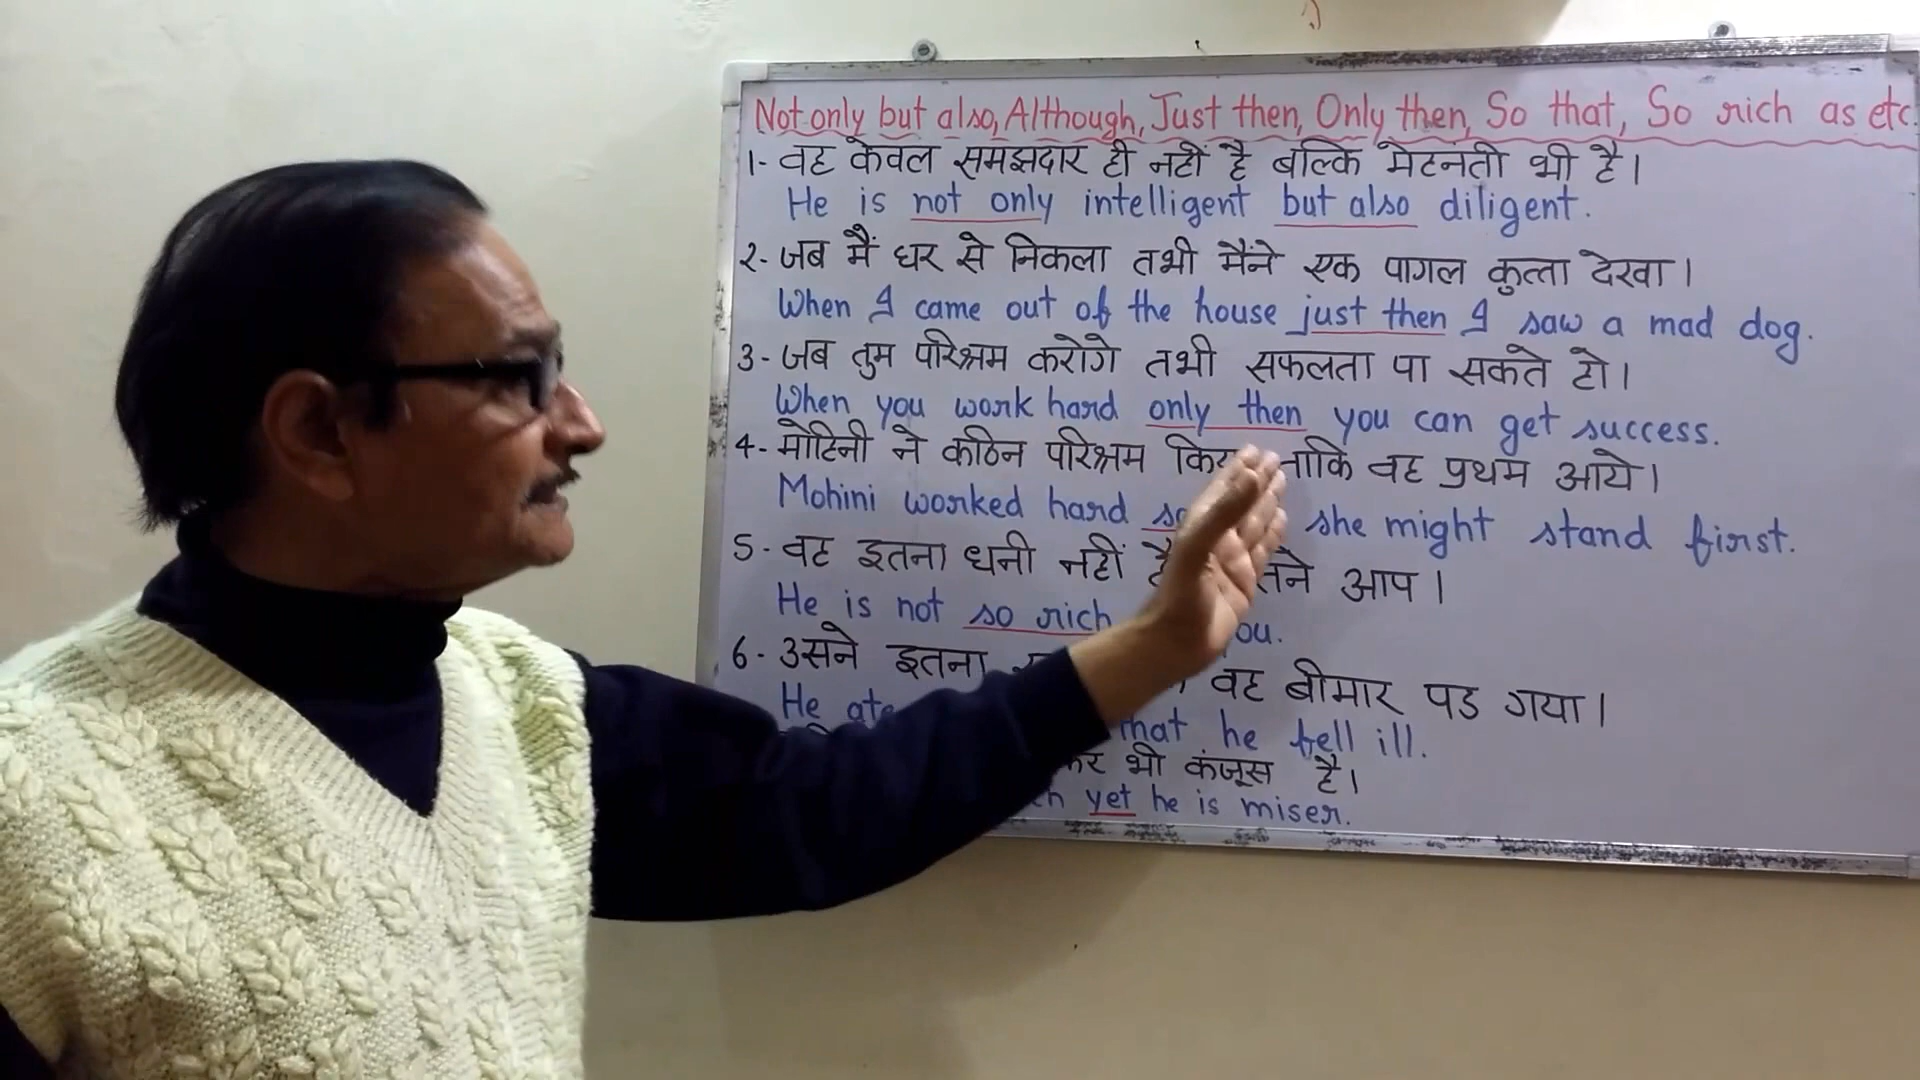 Not only but also, Although, Just then, Only then, So that, So rich as etc.
1- वह केवल समझदार ही नहीं है बल्कि मेहनती भी है।
He is not only intelligent but also diligent.
२- जब मैं घर से निकला तभी मैंने एक पागल कुत्ता देखा।
When I came out of the house just then I saw a mad dog.
3- जब तुम परिश्रम करोगे तभी सफलता पा सकते हो।
When you work hard only then you can get success.
4- मोहिनी ने कठिन परिश्रम वह प्रथम आये।
Mohini worked hard she might stand first.
5- वह इतना धनी नहीं आप।
He is not so rich
6- उसने इतना वह बीमार पड गया।
He ate that he fell ill.
भी कंजूस है।
yet he is miser.